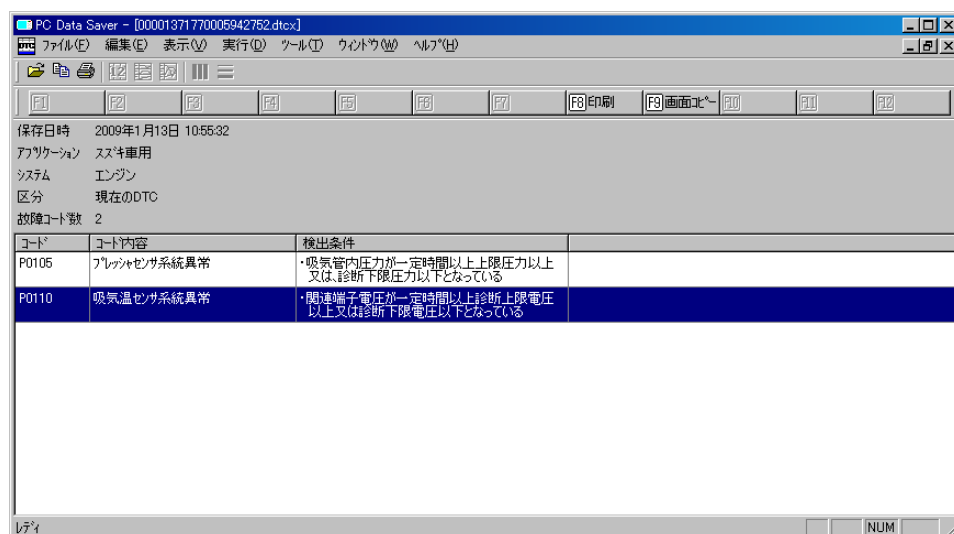 PC Data Saver - [00001371770005942752.dtcx]
DTC ファイル(F) 編集(E) 表示(V) 実行(D) ツール(T) ウィンドウ(W) ヘルプ(H)
F1 F2 F3 F4 F5 F6 F7 F8 印刷 F9 画面コピー F10 F11 F12
保存日時 2009年1月13日 10:55:32
アプリケーション スズキ車用
システム エンジン
区分 現在のDTC
故障コード数 2
コード コード内容 検出条件
P0105 プレッシャセンサ系統異常 ・吸気管内圧力が一定時間以上上限圧力以上
又は、診断下限圧力以下となっている
P0110 吸気温センサ系統異常 ・関連端子電圧が一定時間以上診断上限電圧
以上又は診断下限電圧以下となっている
レディ NUM